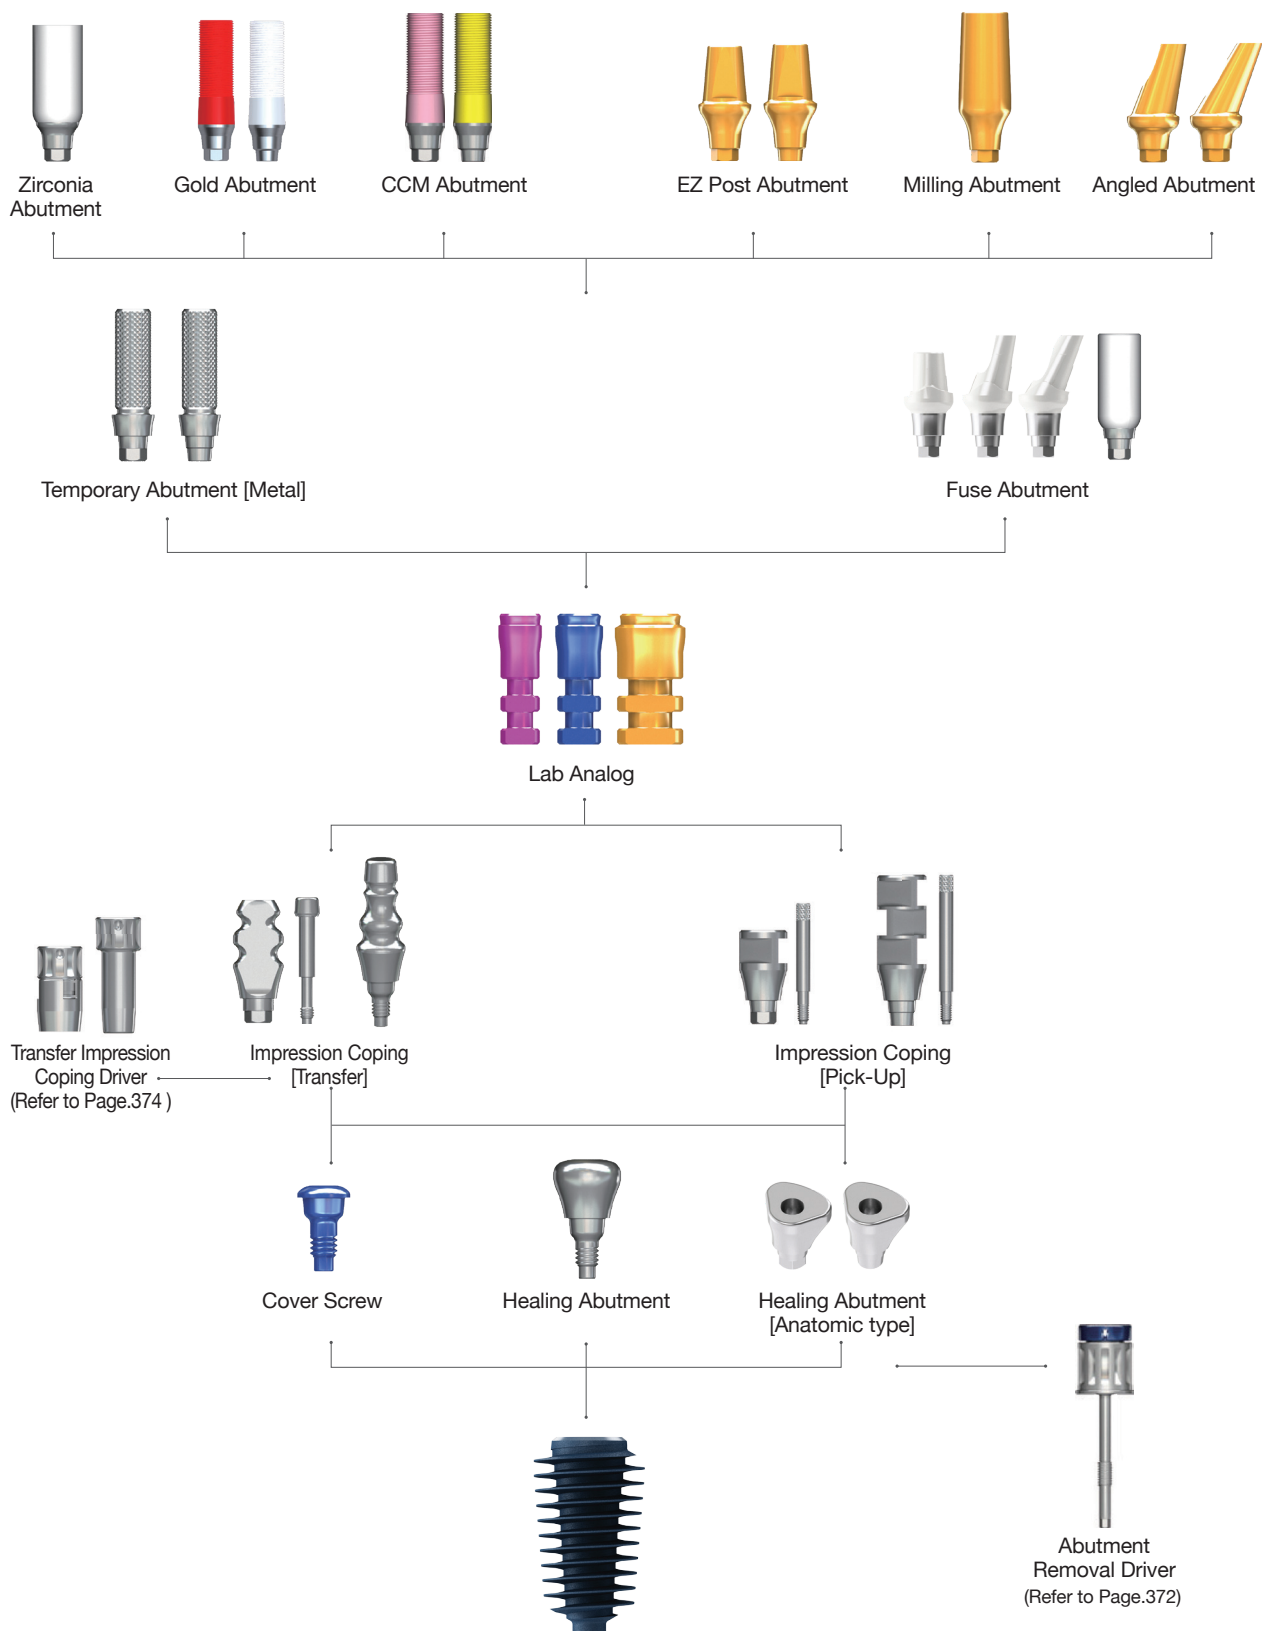 Zirconia
Abutment
Gold Abutment
CCM Abutment
EZ Post Abutment
Milling Abutment
Angled Abutment
Temporary Abutment [Metal]
Fuse Abutment
Lab Analog
Transfer Impression
Coping Driver
(Refer to Page.374 )
Impression Coping
[Transfer]
Impression Coping
[Pick-Up]
Cover Screw
Healing Abutment
Healing Abutment
[Anatomic type]
Abutment
Removal Driver
(Refer to Page.372)